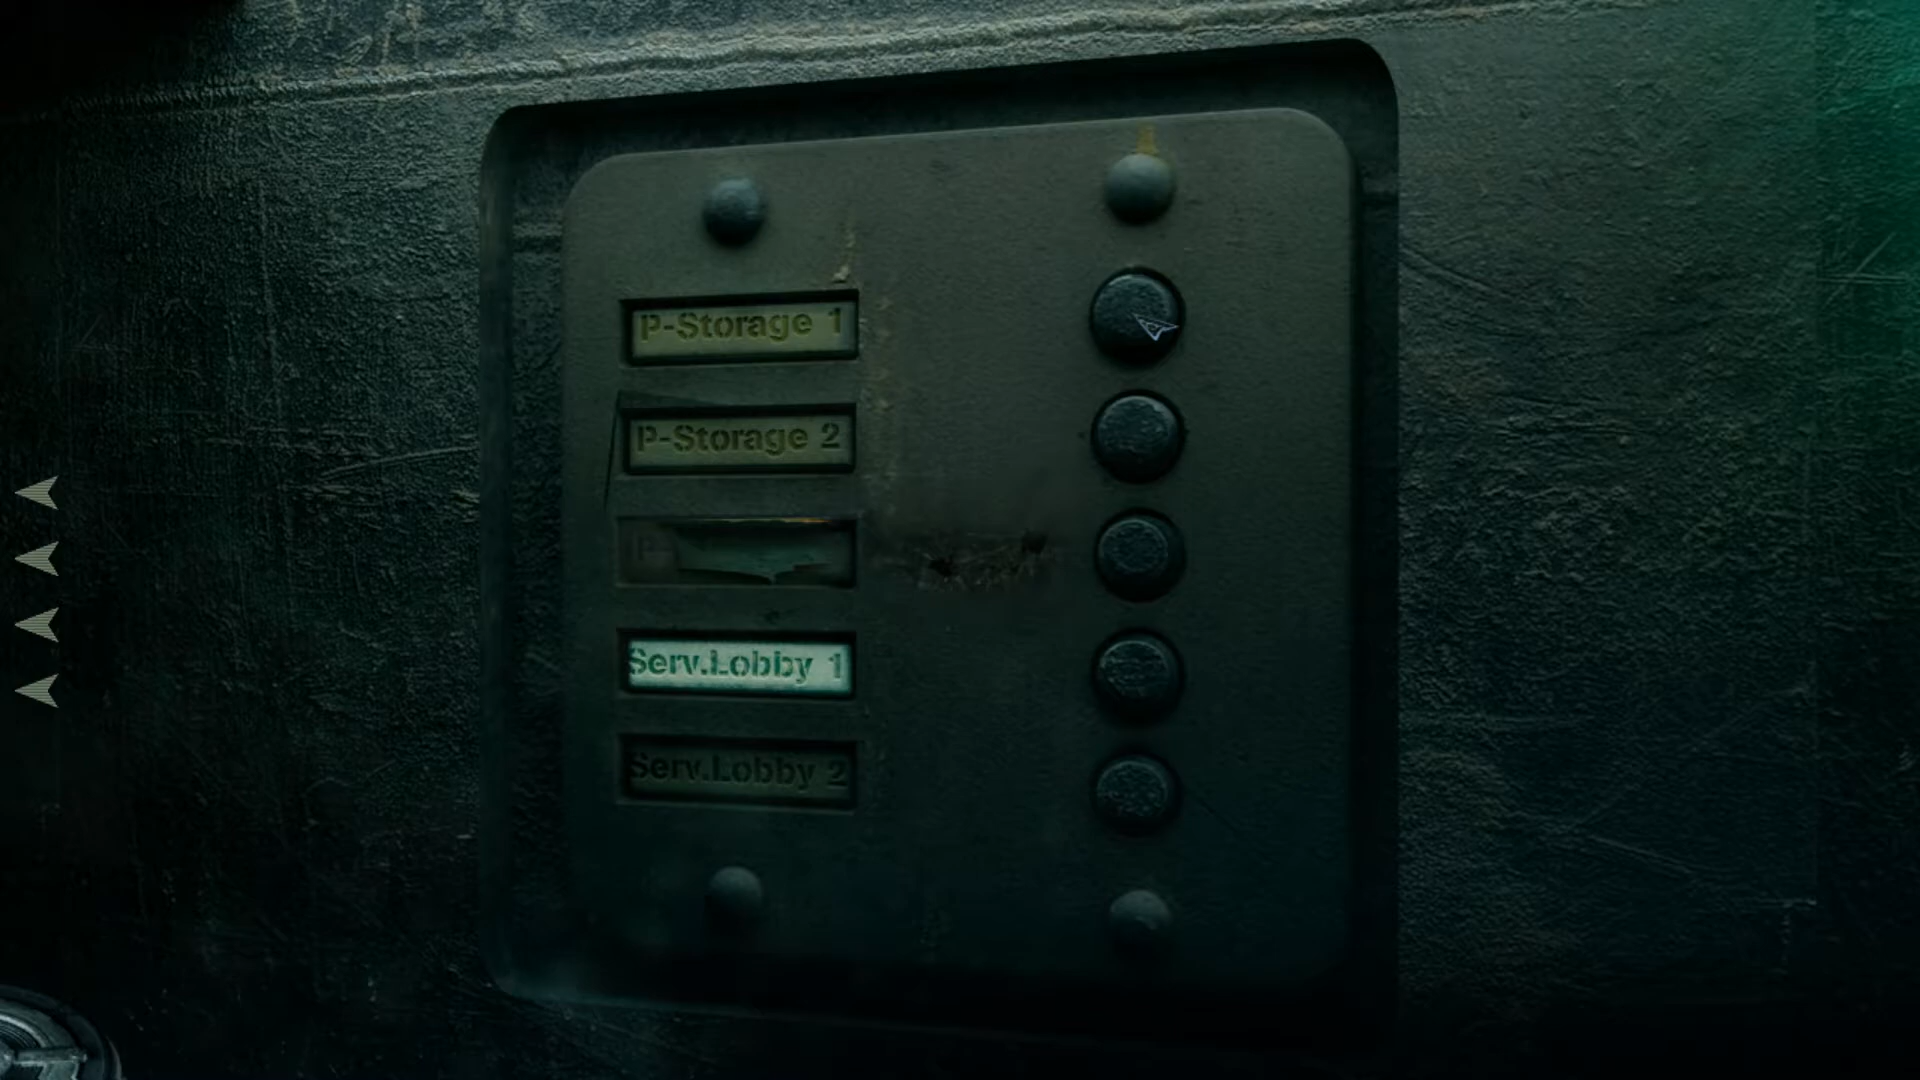 P-Storage 1
P-Storage 2
P-
Serv.Lobby 1
Serv.Lobby 2